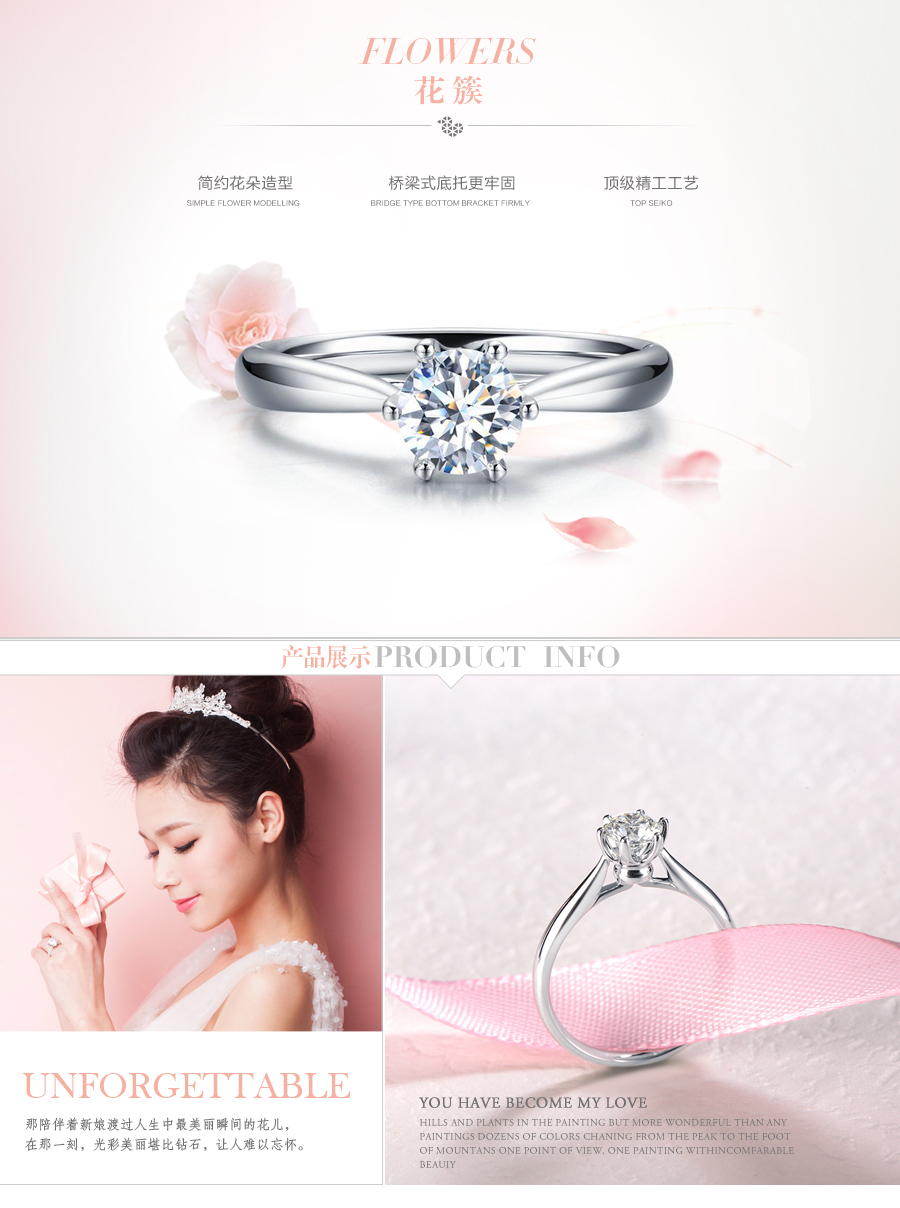 FLOWERS
花簇
简约花朵造型
SIMPLE FLOWER MODELLING
桥梁式底托更牢固
BRIDGE TYPE BOTTOM BRACKET FIRMLY
顶级精工工艺
TOP SEIKO
产品展示PRODUCT INFO
UNFORGETTABLE
那陪伴着新娘渡过人生中最美丽瞬间的花儿,
在那一刻，光彩美丽堪比钻石，让人难以忘怀。
YOU HAVE BECOME MY LOVE
HILLS AND PLANTS IN THE PAINTING BUT MORE WONDERFUL THAN ANY
PAINTINGS DOZENS OF COLORS CHANING FROM THE PEAK TO THE FOOT
OF MOUNTANS ONE POINT OF VIEW, ONE PAINTING WITHINCOMFARABLE
BEAUIY